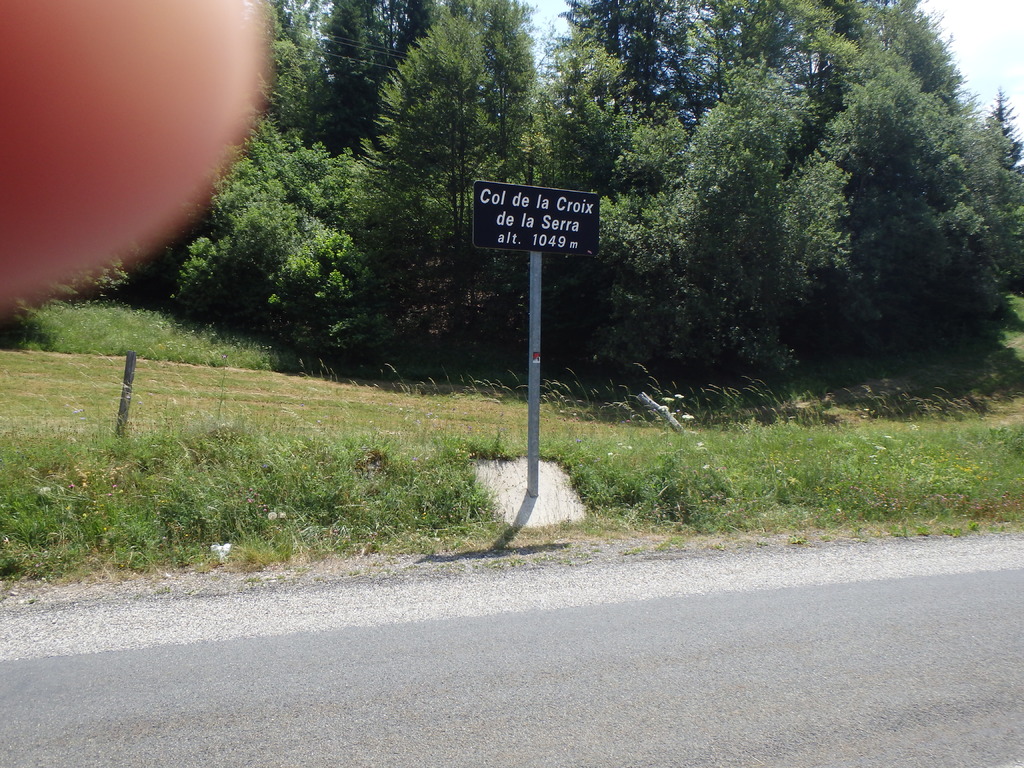 Col de la Croix
de la Serra
alt. 1049 m